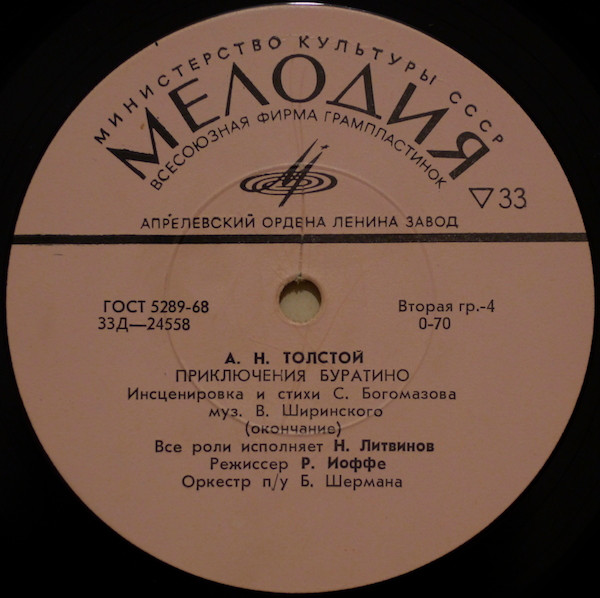 МИНИСТЕРСТВО КУЛЬТУРЫ СССР
МЕЛОДИЯ
ВСЕСОЮЗНАЯ ФИРМА ГРАМПЛАСТИНОК
▽ 33
АПРЕЛЕВСКИЙ ОРДЕНА ЛЕНИНА ЗАВОД
ГОСТ 5289-68
33Д—24558
Вторая гр.-4
0-70
А. Н. ТОЛСТОЙ
ПРИКЛЮЧЕНИЯ БУРАТИНО
Инсценировка и стихи С. Богомазова
муз. В. Ширинского
(окончание)
Все роли исполняет Н. Литвинов
Режиссер Р. Иоффе
Оркестр п/у Б. Шермана